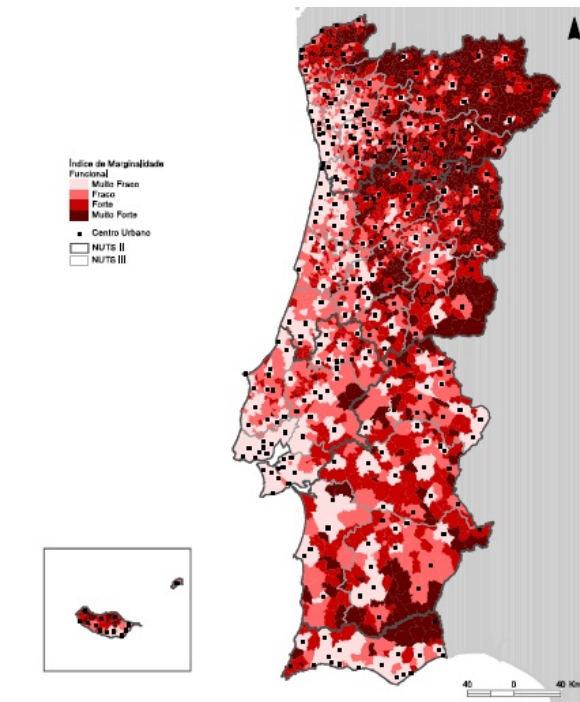 Índice de Marginalidade
Funcional
Muito Fraco
Fraco
Forte
Muito Forte
Centro Urbano
NUTS II
NUTS III
40 0 40 Km